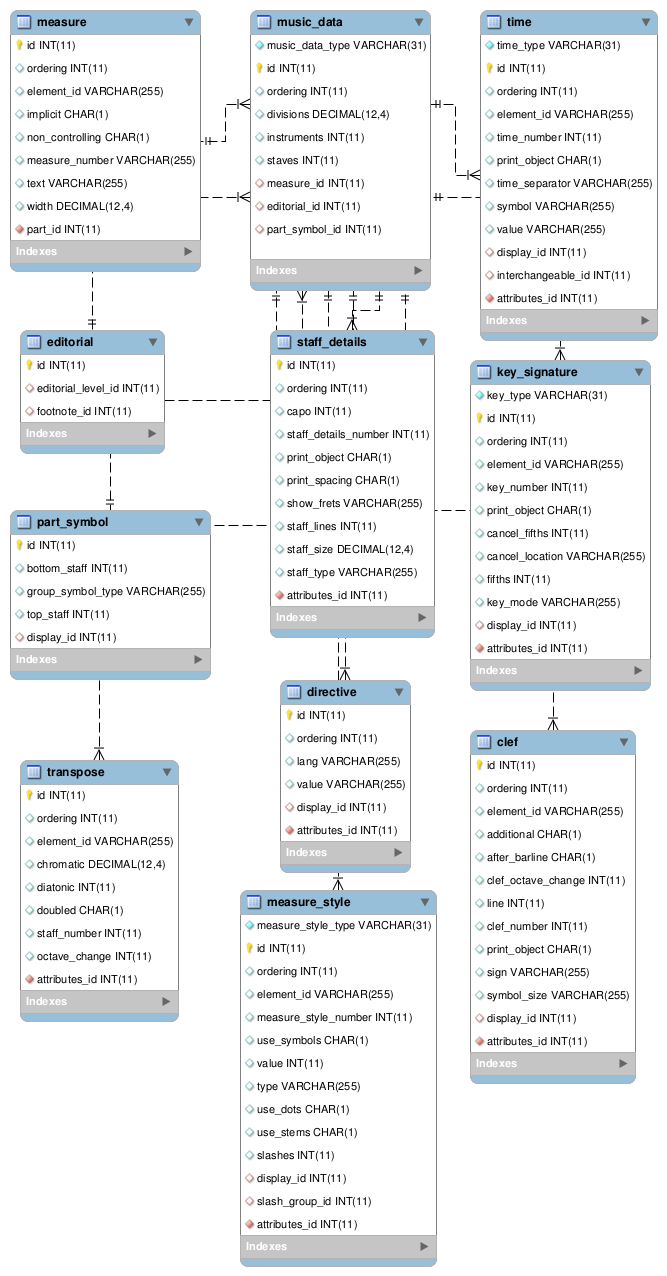 measure
id INT(11)
ordering INT(11)
element_id VARCHAR(255)
implicit CHAR(1)
non_controlling CHAR(1)
measure_number VARCHAR(255)
text VARCHAR(255)
width DECIMAL(12,4)
part_id INT(11)
Indexes
music_data
music_data_type VARCHAR(31)
id INT(11)
ordering INT(11)
divisions DECIMAL(12,4)
instruments INT(11)
staves INT(11)
measure_id INT(11)
editorial_id INT(11)
part_symbol_id INT(11)
Indexes
time
time_type VARCHAR(31)
id INT(11)
ordering INT(11)
element_id VARCHAR(255)
time_number INT(11)
print_object CHAR(1)
time_separator VARCHAR(255)
symbol VARCHAR(255)
value VARCHAR(255)
display_id INT(11)
interchangeable_id INT(11)
attributes_id INT(11)
Indexes
editorial
id INT(11)
editorial_level_id INT(11)
footnote_id INT(11)
Indexes
staff_details
id INT(11)
ordering INT(11)
capo INT(11)
staff_details_number INT(11)
print_object CHAR(1)
print_spacing CHAR(1)
show_frets VARCHAR(255)
staff_lines INT(11)
staff_size DECIMAL(12,4)
staff_type VARCHAR(255)
attributes_id INT(11)
Indexes
key_signature
key_type VARCHAR(31)
id INT(11)
ordering INT(11)
element_id VARCHAR(255)
key_number INT(11)
print_object CHAR(1)
cancel_fifths INT(11)
cancel_location VARCHAR(255)
fifths INT(11)
key_mode VARCHAR(255)
display_id INT(11)
attributes_id INT(11)
Indexes
part_symbol
id INT(11)
bottom_staff INT(11)
group_symbol_type VARCHAR(255)
top_staff INT(11)
display_id INT(11)
Indexes
directive
id INT(11)
ordering INT(11)
lang VARCHAR(255)
value VARCHAR(255)
display_id INT(11)
attributes_id INT(11)
Indexes
clef
id INT(11)
ordering INT(11)
element_id VARCHAR(255)
additional CHAR(1)
after_barline CHAR(1)
clef_octave_change INT(11)
line INT(11)
clef_number INT(11)
print_object CHAR(1)
sign VARCHAR(255)
symbol_size VARCHAR(255)
display_id INT(11)
attributes_id INT(11)
Indexes
transpose
id INT(11)
ordering INT(11)
element_id VARCHAR(255)
chromatic DECIMAL(12,4)
diatonic INT(11)
doubled CHAR(1)
staff_number INT(11)
octave_change INT(11)
attributes_id INT(11)
Indexes
measure_style
measure_style_type VARCHAR(31)
id INT(11)
ordering INT(11)
element_id VARCHAR(255)
measure_style_number INT(11)
use_symbols CHAR(1)
value INT(11)
type VARCHAR(255)
use_dots CHAR(1)
use_stems CHAR(1)
slashes INT(11)
display_id INT(11)
slash_group_id INT(11)
attributes_id INT(11)
Indexes